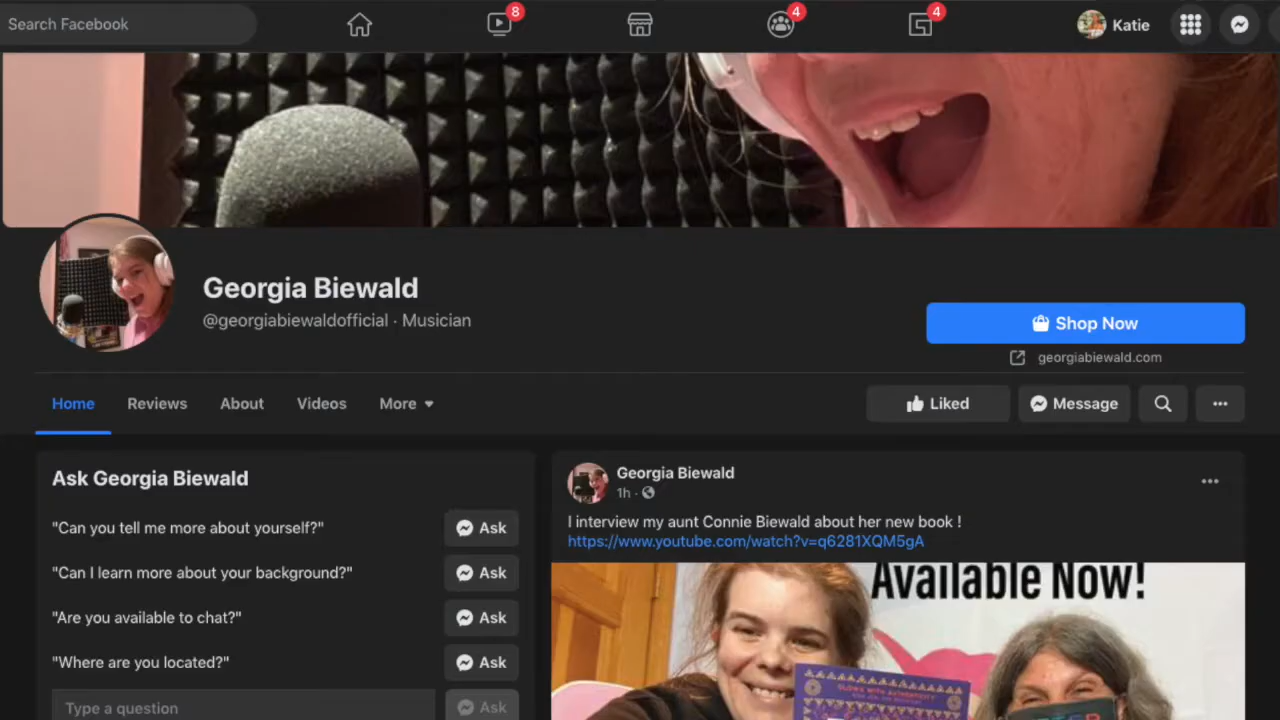 Search Facebook
8
4
4
Katie
Georgia Biewald
@georgiabiewaldofficial · Musician
Shop Now
georgiabiewald.com
Home
Reviews
About
Videos
More
Liked
Message
Ask Georgia Biewald
"Can you tell me more about yourself?"
Ask
"Can I learn more about your background?"
Ask
"Are you available to chat?"
Ask
"Where are you located?"
Ask
Type a question
Ask
Georgia Biewald
1h ·
I interview my aunt Connie Biewald about her new book !
https://www.youtube.com/watch?v=q6281XQM5gA
Available Now!
GLOWS WITH AUTHENTICITY